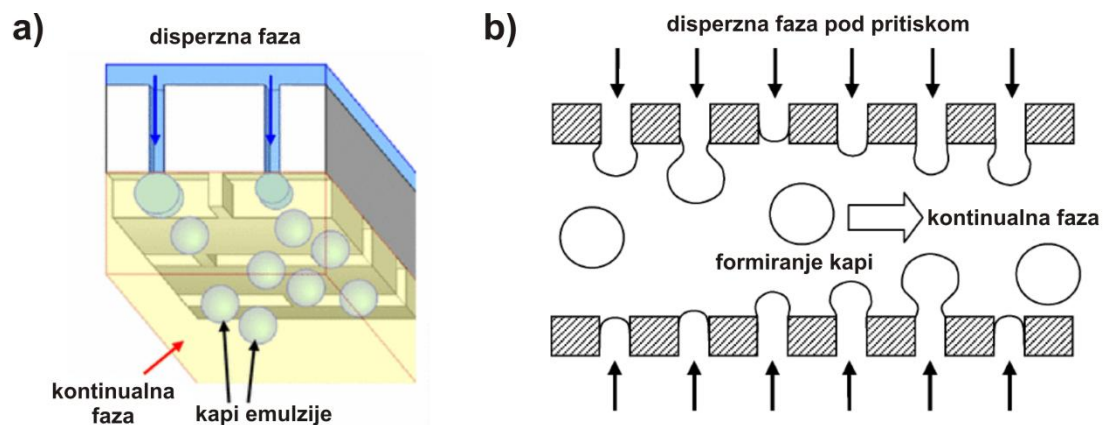 a)
disperzna faza
kontinualna
faza
kapi emulzije
b)
disperzna faza pod pritiskom
kontinualna faza
formiranje kapi